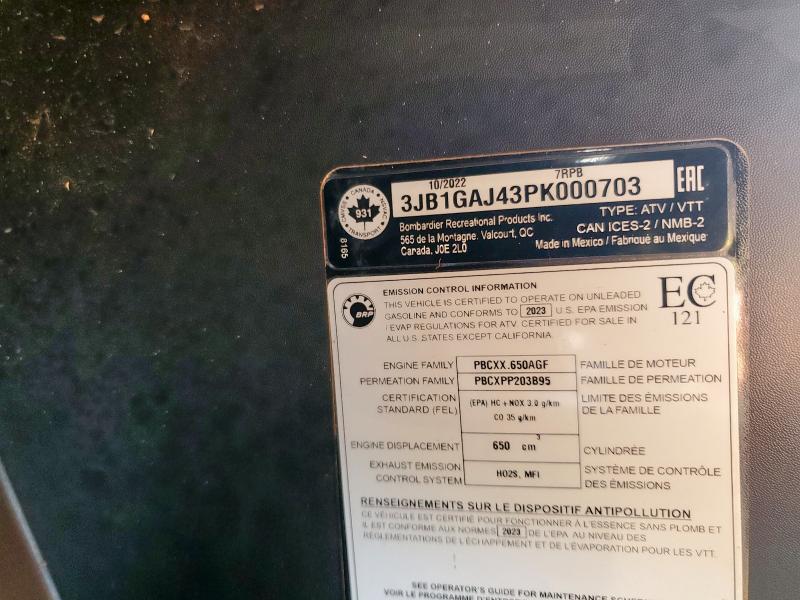 10/2022 7RPB
3JB1GAJ43PK000703
EAC
CANADA
931
TRANSPORT
8165
TYPE: ATV / VTT
Bombardier Recreational Products Inc.
CAN ICES-2 / NMB-2
565 de la Montagne, Valcourt, QC
Canada, J0E 2L0
Made in Mexico / Fabriqué au Mexique
EMISSION CONTROL INFORMATION
BRP
THIS VEHICLE IS CERTIFIED TO OPERATE ON UNLEADED
GASOLINE AND CONFORMS TO 2023 U.S. EPA EMISSION
/ EVAP REGULATIONS FOR ATV. CERTIFIED FOR SALE IN
ALL U.S. STATES EXCEPT CALIFORNIA.
EC
121
ENGINE FAMILY PBCXX.650AGF FAMILLE DE MOTEUR
PERMEATION FAMILY PBCXPP203B95 FAMILLE DE PERMEATION
CERTIFICATION STANDARD (FEL) (EPA) HC + NOX 3.0 g/km CO 35 g/km LIMITE DES ÉMISSIONS DE LA FAMILLE
ENGINE DISPLACEMENT 650 cm3 CYLINDRÉE
EXHAUST EMISSION CONTROL SYSTEM HO2S, MFI SYSTÈME DE CONTRÔLE DES ÉMISSIONS
RENSEIGNEMENTS SUR LE DISPOSITIF ANTIPOLLUTION
CE VÉHICULE EST CERTIFIÉ POUR FONCTIONNER À L'ESSENCE SANS PLOMB ET
IL EST CONFORME AUX NORMES 2023 DE L'EPA AU NIVEAU DES
RÉGLEMENTATIONS DE L'ÉCHAPPEMENT ET DE L'ÉVAPORATION POUR LES VTT.
SEE OPERATOR'S GUIDE FOR MAINTENANCE
VOIR LE PROGRAMME